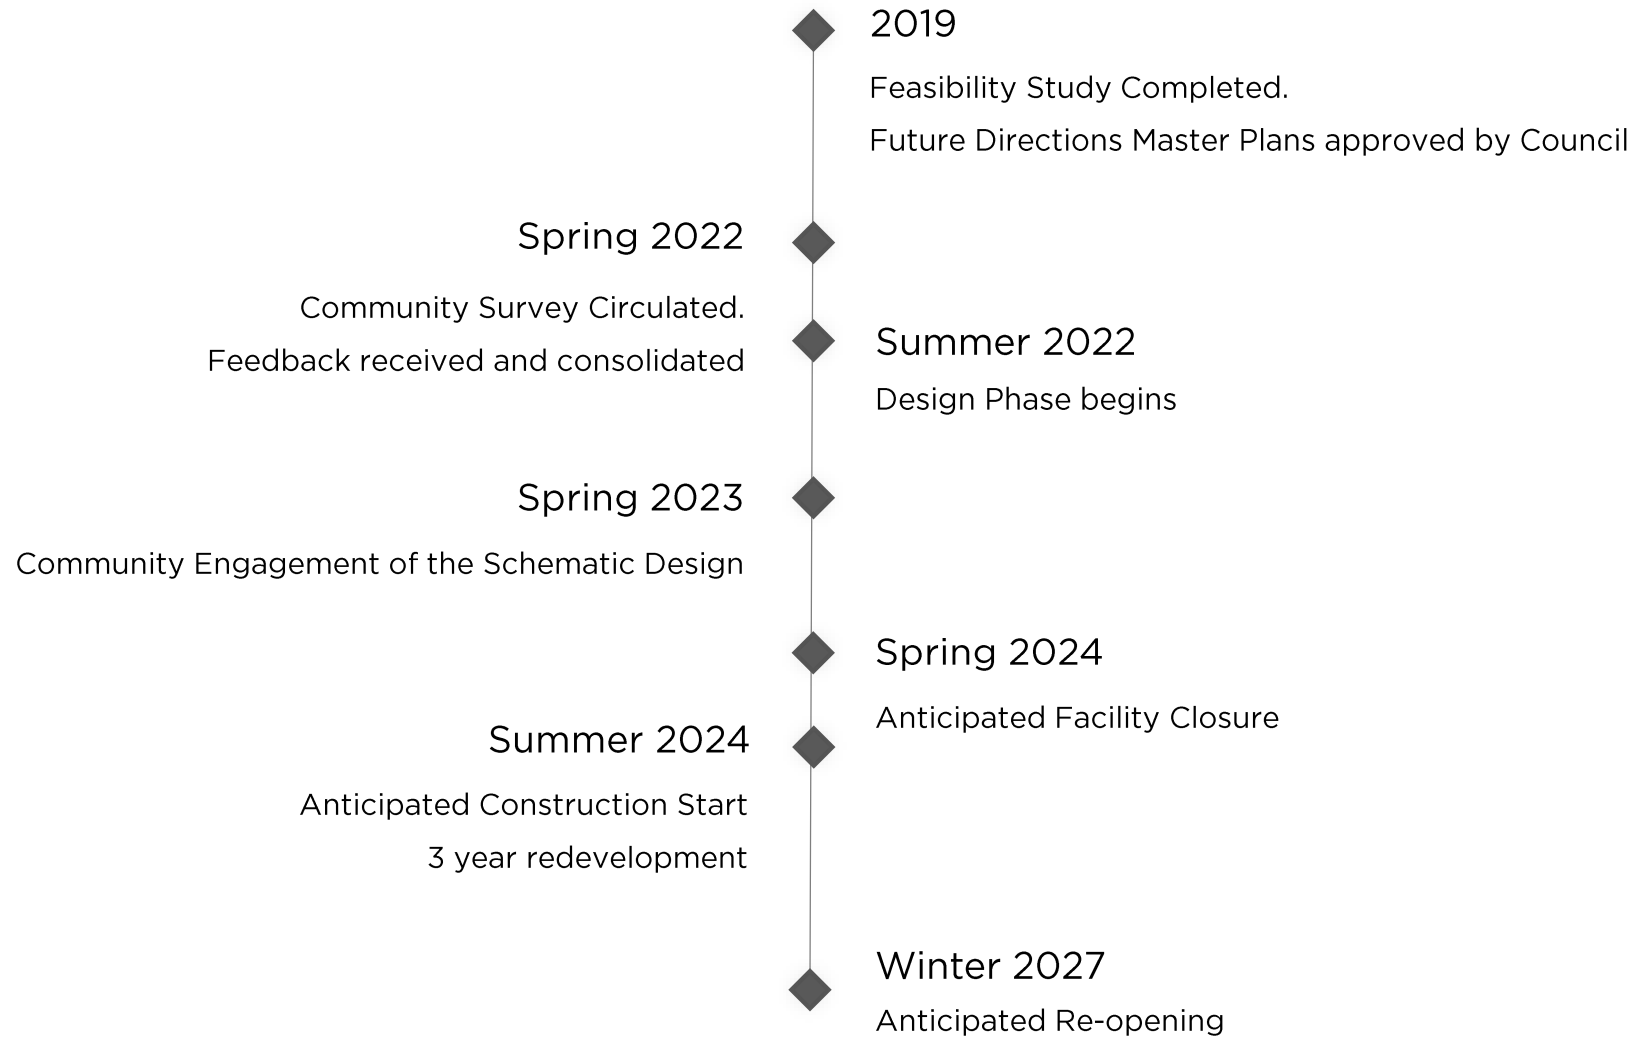 2019
Feasibility Study Completed.
Future Directions Master Plans approved by Council
Spring 2022
Community Survey Circulated.
Feedback received and consolidated
Summer 2022
Design Phase begins
Spring 2023
Community Engagement of the Schematic Design
Spring 2024
Anticipated Facility Closure
Summer 2024
Anticipated Construction Start
3 year redevelopment
Winter 2027
Anticipated Re-opening